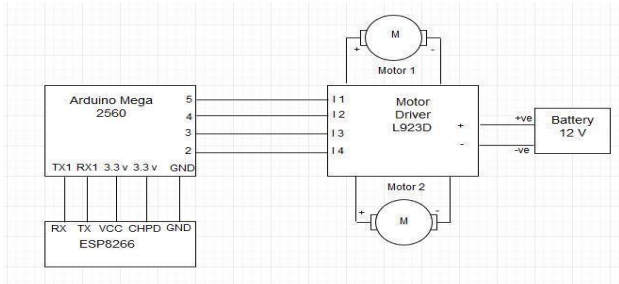 M
+ -
Motor 1
Arduino Mega
2560
5
4
3
2
TX1 RX1 3.3 v 3.3 v GND
I 1
I 2
I 3
I 4
Motor
Driver
L923D
+
-
+ve
-ve
Battery
12 V
Motor 2
+ -
M
RX TX VCC CHPD GND
ESP8266